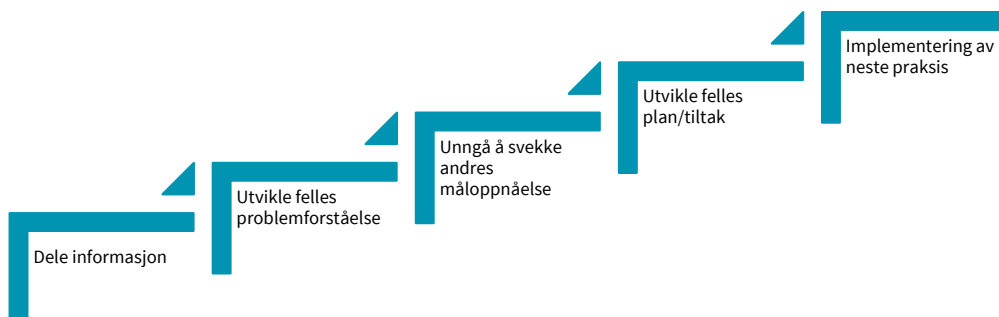 Dele informasjon
Utvikle felles
problemforståelse
Unngå å svekke
andres
måloppnåelse
Utvikle felles
plan/tiltak
Implementering av
neste praksis